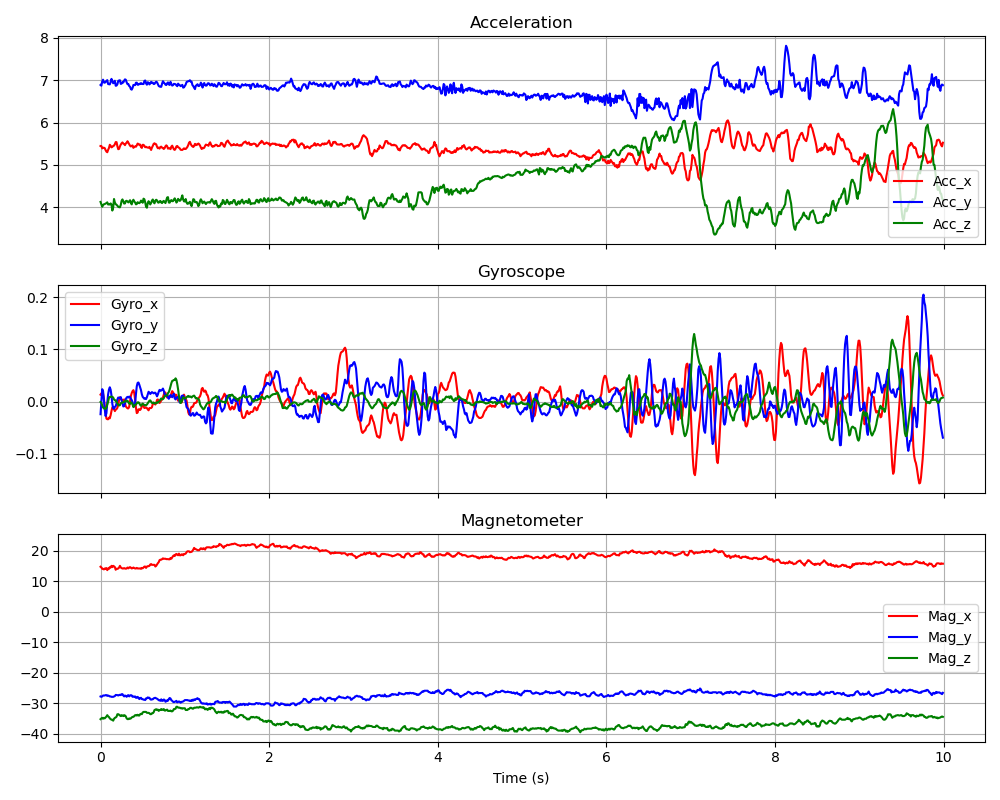 Acceleration
8
7
6
5
4
Acc_x
Acc_y
Acc_z
Gyroscope
0.2
0.1
0.0
−0.1
Gyro_x
Gyro_y
Gyro_z
Magnetometer
20
10
0
−10
−20
−30
−40
Mag_x
Mag_y
Mag_z
0 2 4 6 8 10
Time (s)